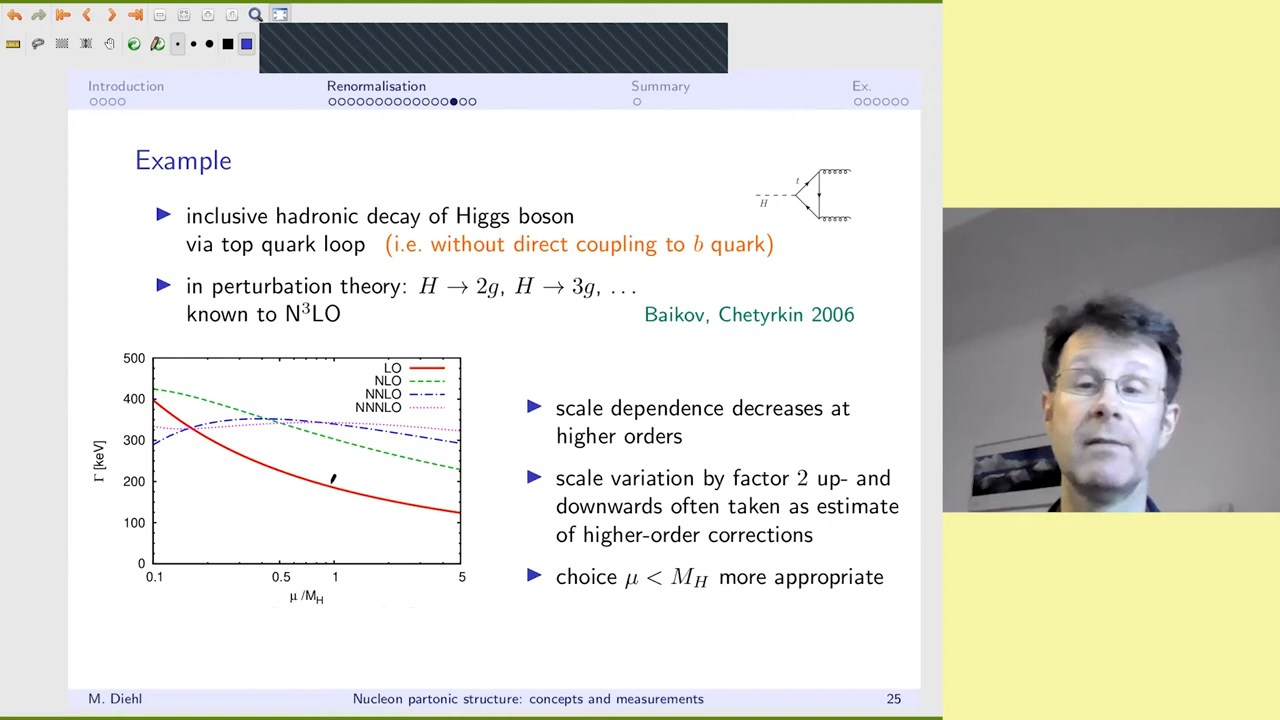 Introduction
Renormalisation
Summary
Ex.
Example
t
H
inclusive hadronic decay of Higgs boson
via top quark loop (i.e. without direct coupling to b quark)
in perturbation theory: H → 2g, H → 3g, ...
known to N³LO
Baikov, Chetyrkin 2006
500
400
300
200
100
0
Γ [keV]
LO
NLO
NNLO
NNNLO
0.1
0.5
1
5
μ/M_H
scale dependence decreases at
higher orders
scale variation by factor 2 up- and
downwards often taken as estimate
of higher-order corrections
choice μ < M_H more appropriate
M. Diehl
Nucleon partonic structure: concepts and measurements
25